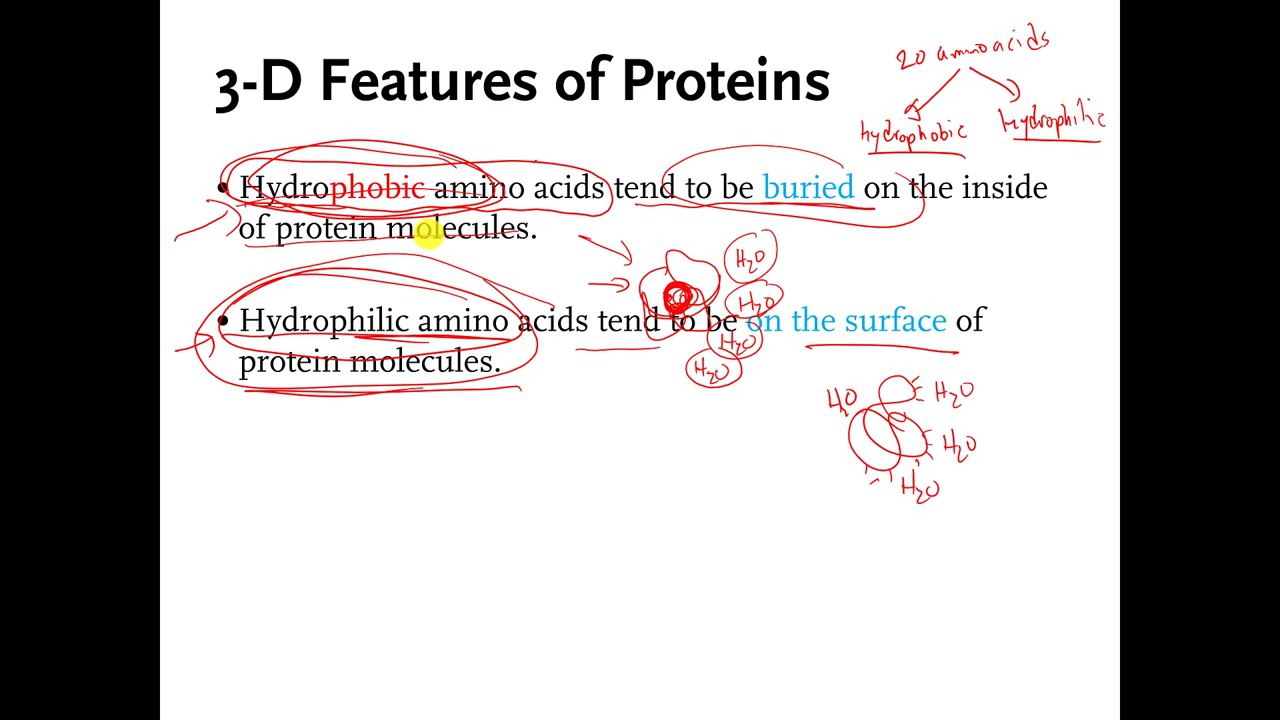 20 amino acids
3-D Features of Proteins
hydrophobic
Hydrophilic
• Hydrophobic amino acids tend to be buried on the inside
of protein molecules.
H2O
H2O
• Hydrophilic amino acids tend to be on the surface of
H2O
protein molecules.
H2O
H2O
H2O
H2O
H2O